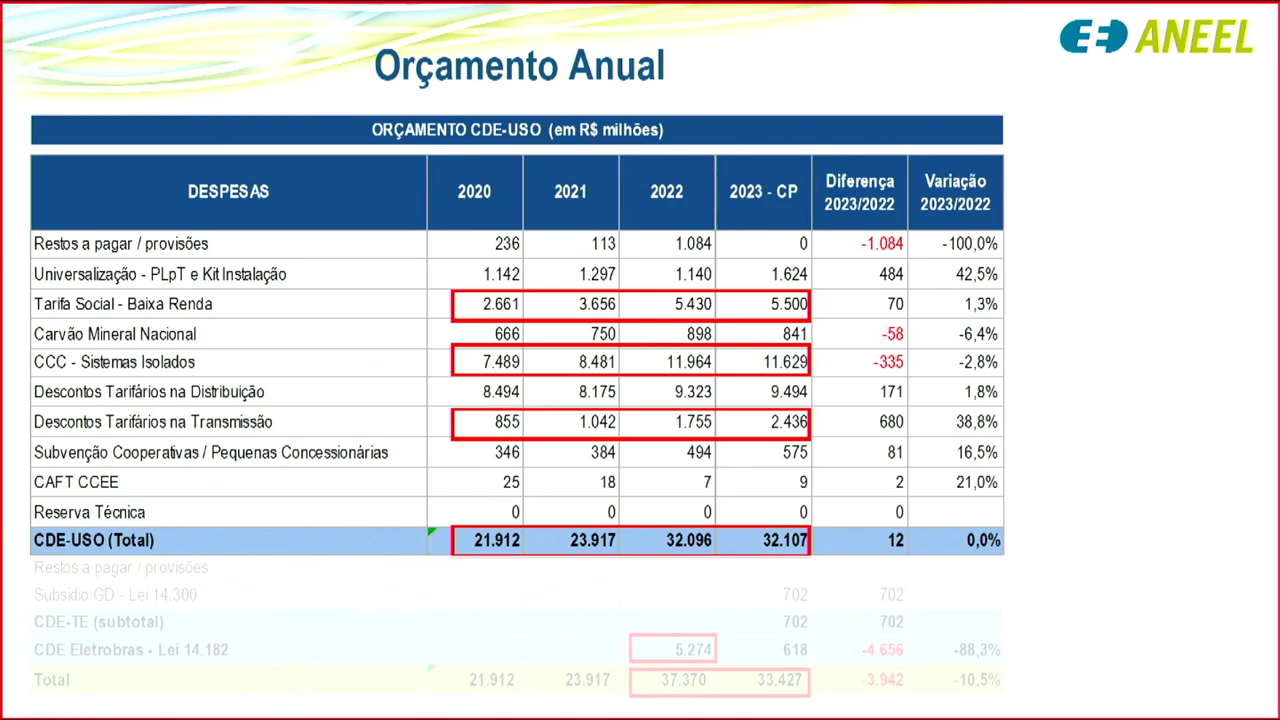 ANEEL
Orçamento Anual
ORÇAMENTO CDE-USO (em R$ milhões)
DESPESAS 2020 2021 2022 2023 - CP Diferença 2023/2022 Variação 2023/2022
Restos a pagar / provisões 236 113 1.084 0 -1.084 -100,0%
Universalização - PLpT e Kit Instalação 1.142 1.297 1.140 1.624 484 42,5%
Tarifa Social - Baixa Renda 2.661 3.656 5.430 5.500 70 1,3%
Carvão Mineral Nacional 666 750 898 841 -58 -6,4%
CCC - Sistemas Isolados 7.489 8.481 11.964 11.629 -335 -2,8%
Descontos Tarifários na Distribuição 8.494 8.175 9.323 9.494 171 1,8%
Descontos Tarifários na Transmissão 855 1.042 1.755 2.436 680 38,8%
Subvenção Cooperativas / Pequenas Concessionárias 346 384 494 575 81 16,5%
CAFT CCEE 25 18 7 9 2 21,0%
Reserva Técnica 0 0 0 0 0
CDE-USO (Total) 21.912 23.917 32.096 32.107 12 0,0%
Restos a pagar / provisões
Subsídio GD - Lei 14.300 702 702
CDE-TE (subtotal) 702 702
CDE Eletrobras - Lei 14.182 5.274 618 -4.656 -88,3%
Total 21.912 23.917 37.370 33.427 -3.942 -10,5%